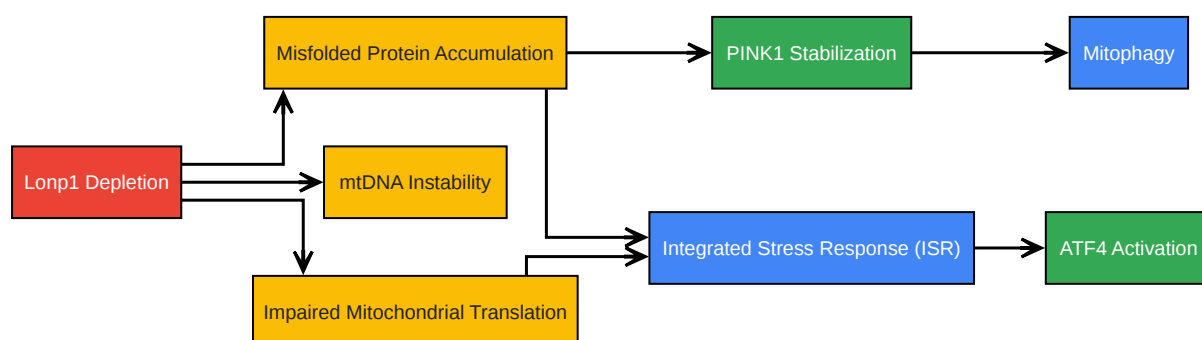 Misfolded Protein Accumulation
PINK1 Stabilization
Mitophagy
Lonp1 Depletion
mtDNA Instability
Integrated Stress Response (ISR)
ATF4 Activation
Impaired Mitochondrial Translation